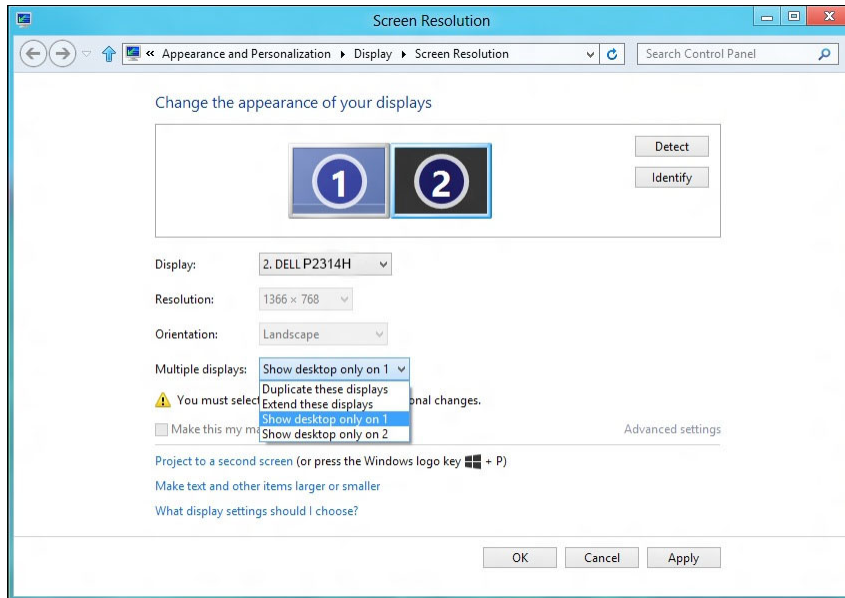 Screen Resolution
« Appearance and Personalization Display Screen Resolution Search Control Panel
Change the appearance of your displays
1 2
Detect
Identify
Display: 2. DELL P2314H
Resolution: 1366 × 768
Orientation: Landscape
Multiple displays: Show desktop only on 1
Duplicate these displays
Extend these displays
Show desktop only on 1
Show desktop only on 2
You must select onal changes.
Make this my ma
Advanced settings
Project to a second screen (or press the Windows logo key + P)
Make text and other items larger or smaller
What display settings should I choose?
OK Cancel Apply